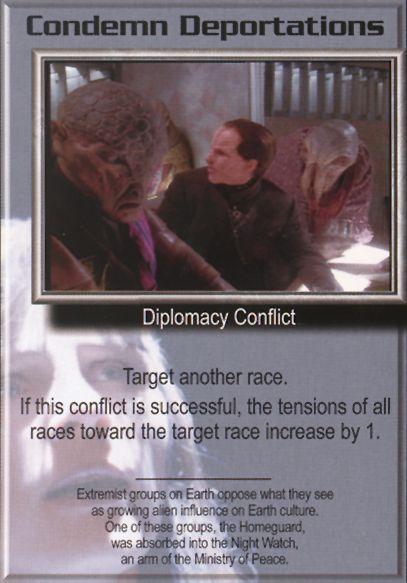 Condemn Deportations
Diplomacy Conflict
Target another race.
If this conflict is successful, the tensions of all
races toward the target race increase by 1.
Extremist groups on Earth oppose what they see
as growing alien influence on Earth culture.
One of these groups, the Homeguard,
was absorbed into the Night Watch,
an arm of the Ministry of Peace.